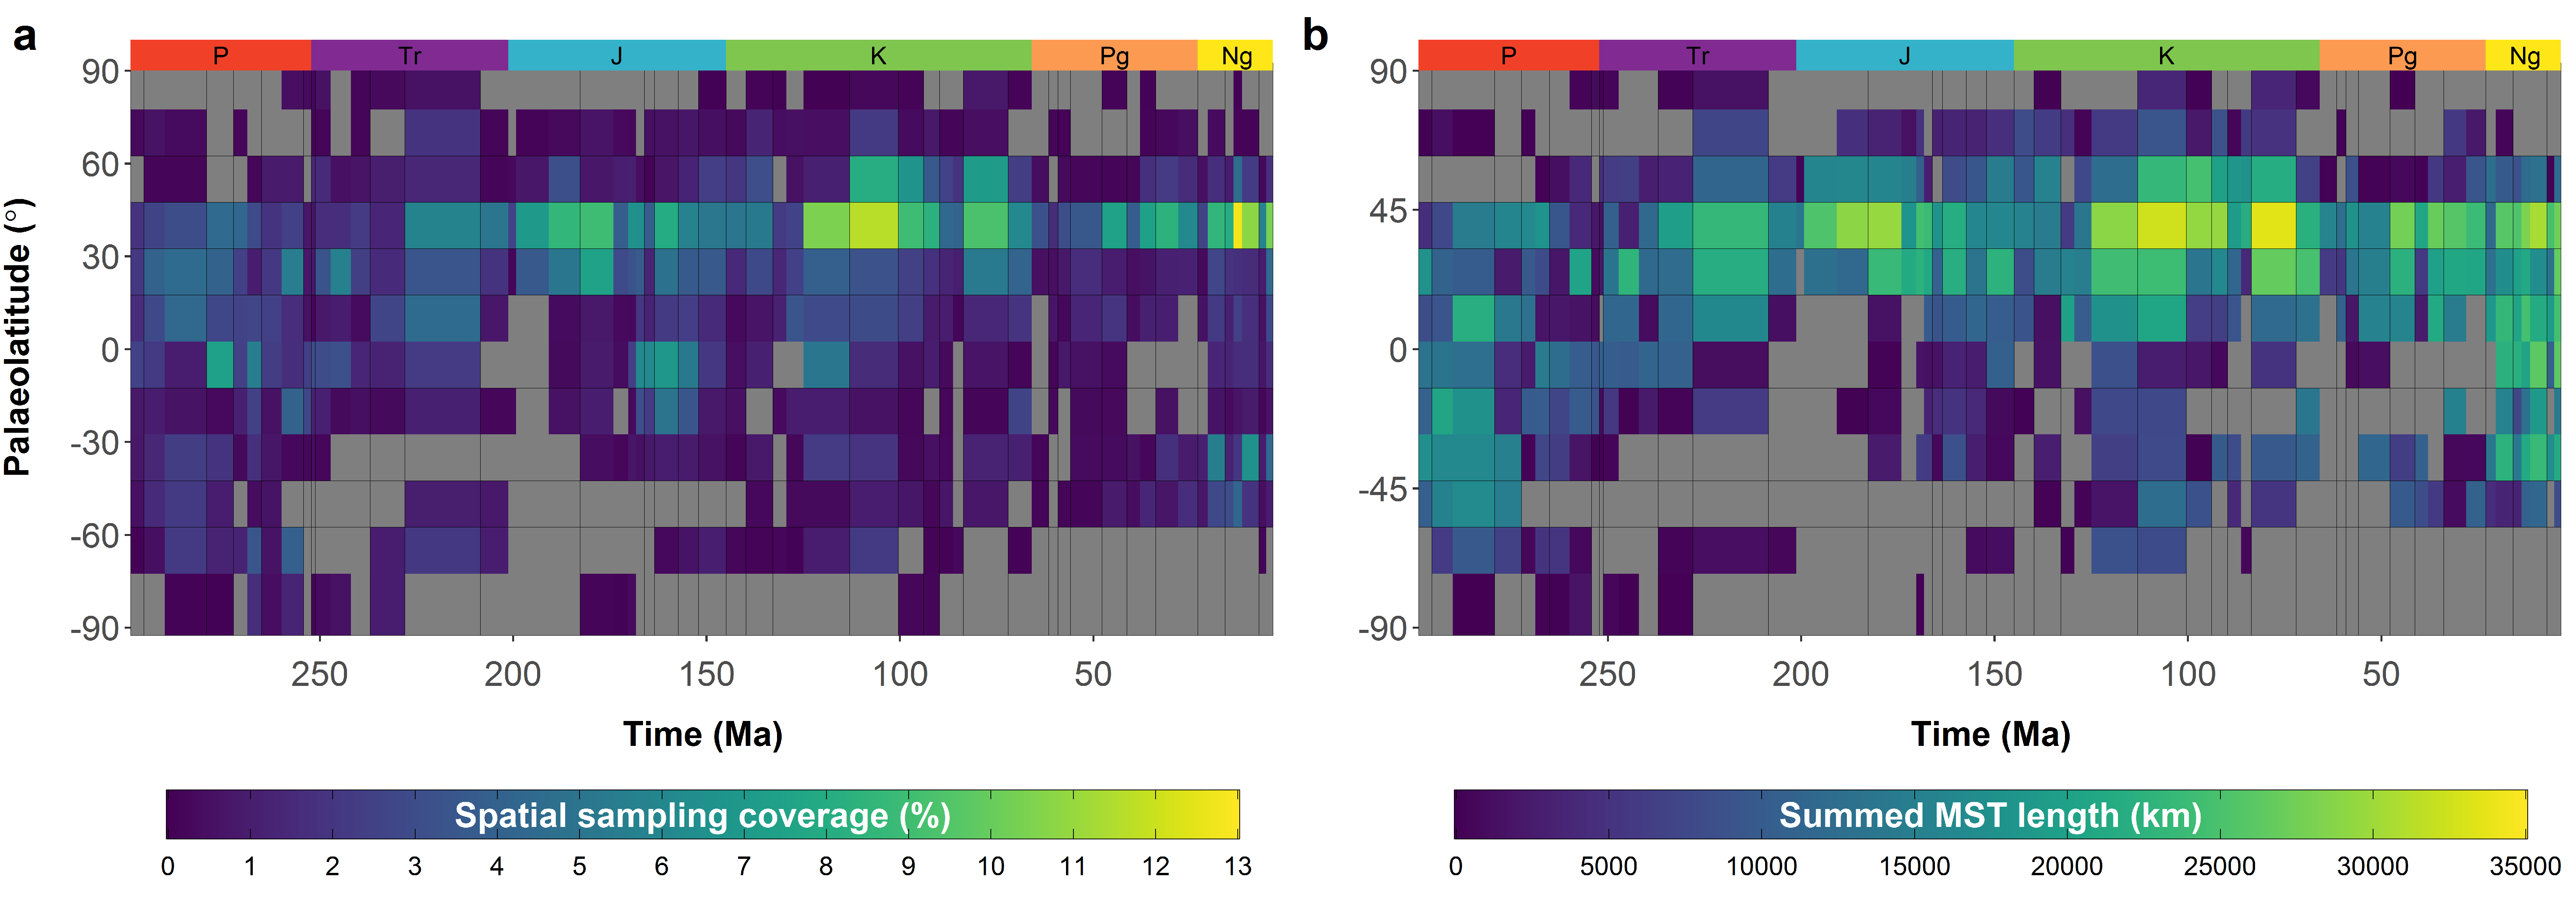 a
P Tr J K Pg Ng
90
60
30
0
-30
-60
-90
Palaeolatitude (°)
250 200 150 100 50
Time (Ma)
Spatial sampling coverage (%)
0 1 2 3 4 5 6 7 8 9 10 11 12 13
b
P Tr J K Pg Ng
90
45
0
-45
-90
250 200 150 100 50
Time (Ma)
Summed MST length (km)
0 5000 10000 15000 20000 25000 30000 35000